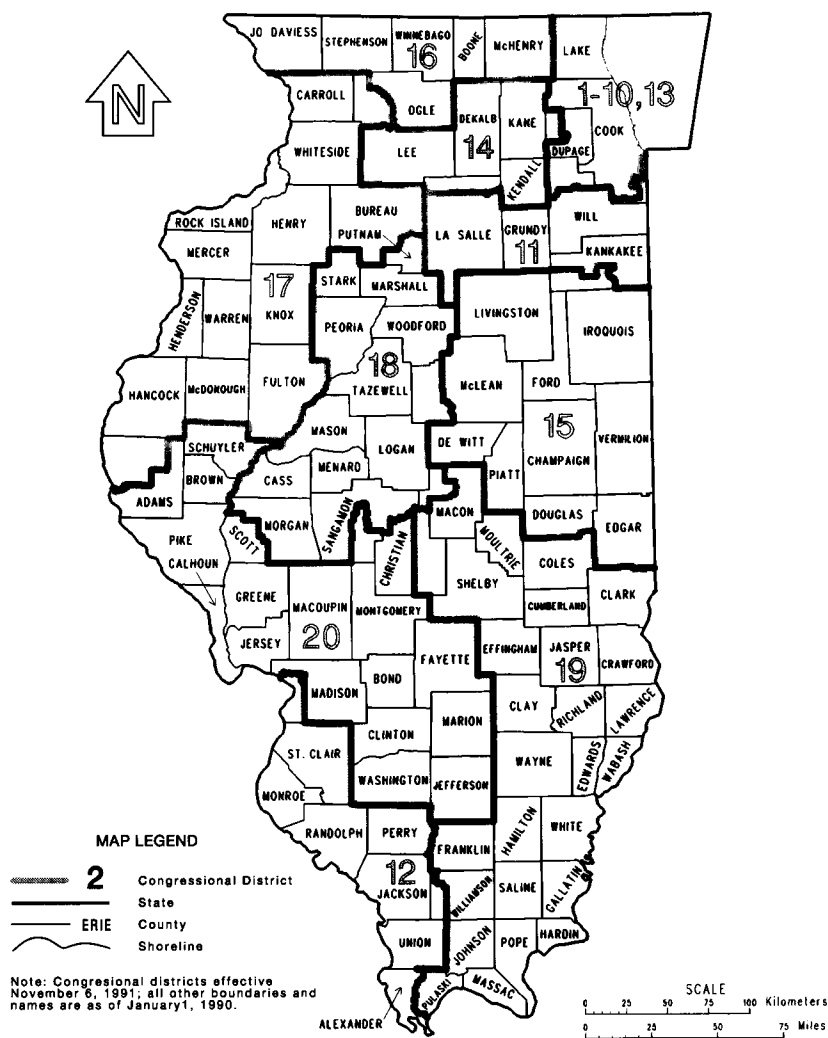 JO DAVIESS
STEPHENSON
WINNEBAGO
16
BOONE
McHENRY
LAKE
1-10,13
N
CARROLL
OGLE
DEKALB
14
KANE
COOK
DUPAGE
WHITESIDE
LEE
KENDALL
ROCK ISLAND
HENRY
BUREAU
PUTNAM
LA SALLE
GRUNDY
11
WILL
KANKAKEE
MERCER
17
KNOX
STARK
MARSHALL
LIVINGSTON
IROQUOIS
HENDERSON
WARREN
PEORIA
WOODFORD
18
TAZEWELL
McLEAN
FORD
HANCOCK
McDONOUGH
FULTON
15
CHAMPAIGN
VERMILION
MASON
LOGAN
DE WITT
PIATT
SCHUYLER
BROWN
CASS
MENARD
ADAMS
MACON
DOUGLAS
EDGAR
PIKE
SCOTT
MORGAN
SANGAMON
CHRISTIAN
MOULTRIE
COLES
CALHOUN
GREENE
MACOUPIN
20
MONTGOMERY
SHELBY
CUMBERLAND
CLARK
JERSEY
FAYETTE
EFFINGHAM
JASPER
19
CRAWFORD
MADISON
BOND
CLAY
RICHLAND
LAWRENCE
MARION
CLINTON
ST. CLAIR
WAYNE
EDWARDS
WABASH
WASHINGTON
JEFFERSON
MONROE
RANDOLPH
PERRY
HAMILTON
WHITE
FRANKLIN
12
JACKSON
WILLIAMSON
SALINE
GALLATIN
UNION
JOHNSON
POPE
HARDIN
PULASKI
MASSAC
ALEXANDER
MAP LEGEND
2 Congressional District
State
ERIE County
Shoreline
Note: Congresional districts effective
November 6, 1991; all other boundaries and
names are as of January1, 1990.
SCALE
0 25 50 100 Kilometers
0 25 50 75 Miles